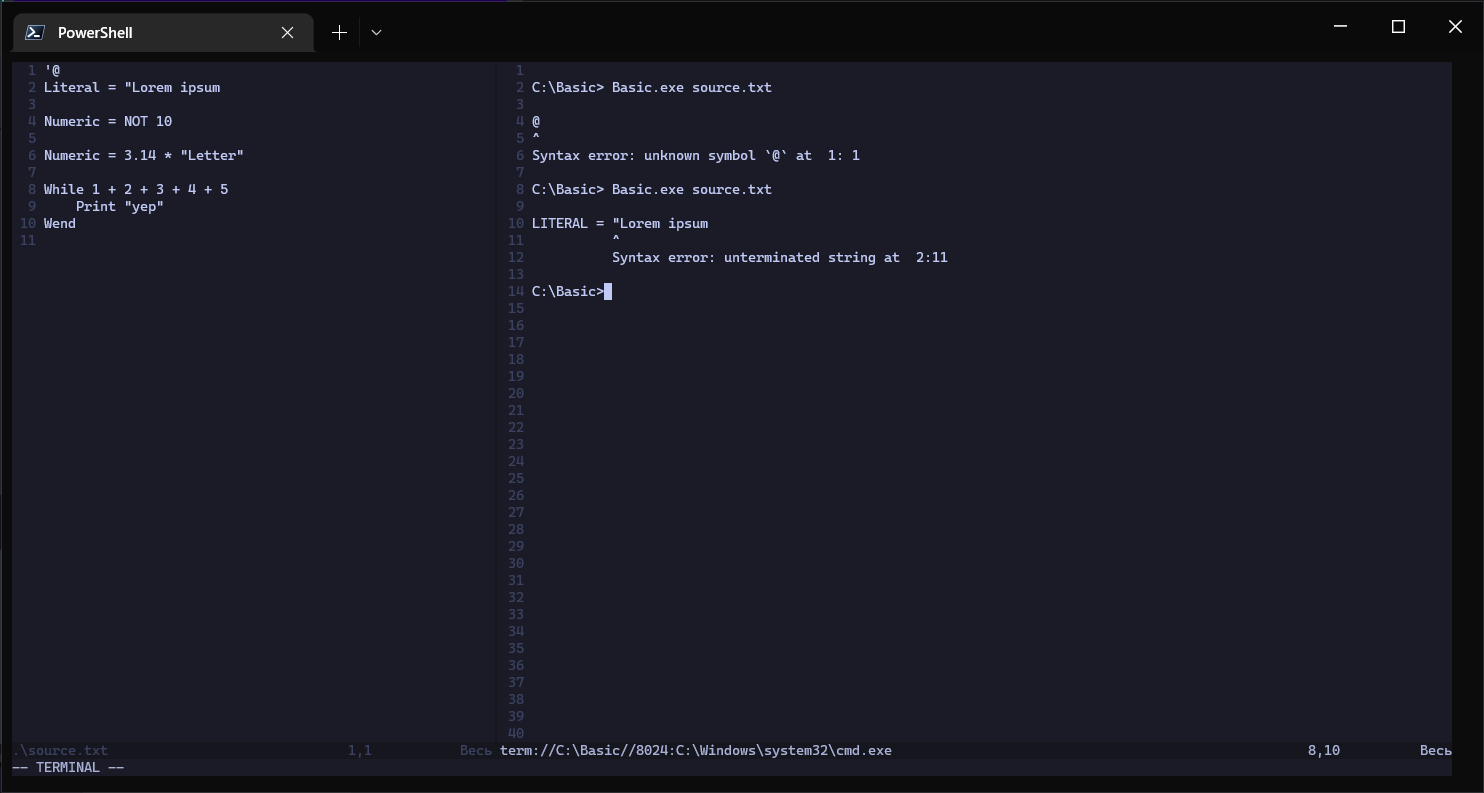 PowerShell
1 '@
2 Literal = "Lorem ipsum
3
4 Numeric = NOT 10
5
6 Numeric = 3.14 * "Letter"
7
8 While 1 + 2 + 3 + 4 + 5
9     Print "yep"
10 Wend
11
.\source.txt 1,1 Весь
1
2 C:\Basic> Basic.exe source.txt
3
4 @
5 ^
6 Syntax error: unknown symbol `@` at  1: 1
7
8 C:\Basic> Basic.exe source.txt
9
10 LITERAL = "Lorem ipsum
11           ^
12           Syntax error: unterminated string at  2:11
13
14 C:\Basic>
15
16
17
18
19
20
21
22
23
24
25
26
27
28
29
30
31
32
33
34
35
36
37
38
39
40
term://C:\Basic//8024:C:\Windows\system32\cmd.exe 8,10 Весь
-- TERMINAL --